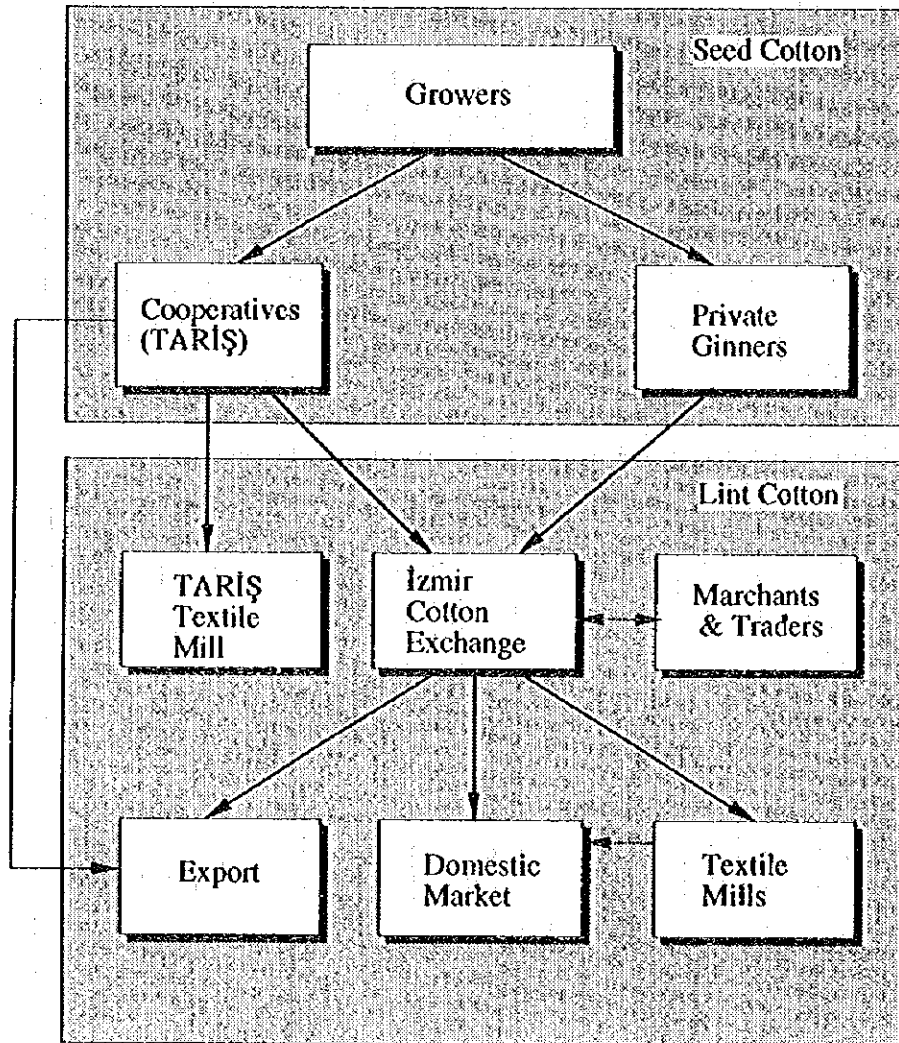 Seed Cotton
Growers
Cooperatives
(TARİŞ)
Private
Ginners
Lint Cotton
TARİŞ
Textile
Mill
İzmir
Cotton
Exchange
Marchants
& Traders
Export
Domestic
Market
Textile
Mills